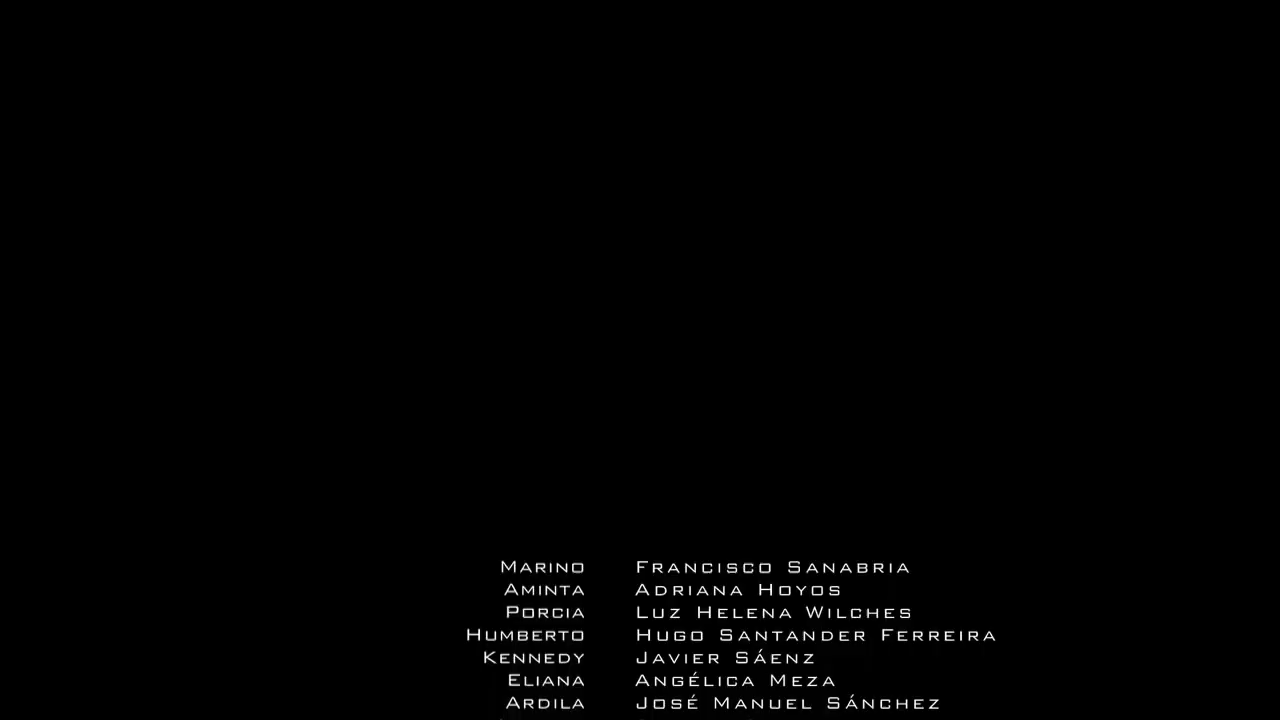 Marino Francisco Sanabria
Aminta Adriana Hoyos
Porcia Luz Helena Wilches
Humberto Hugo Santander Ferreira
Kennedy Javier Sáenz
Eliana Angélica Meza
Ardila José Manuel Sánchez